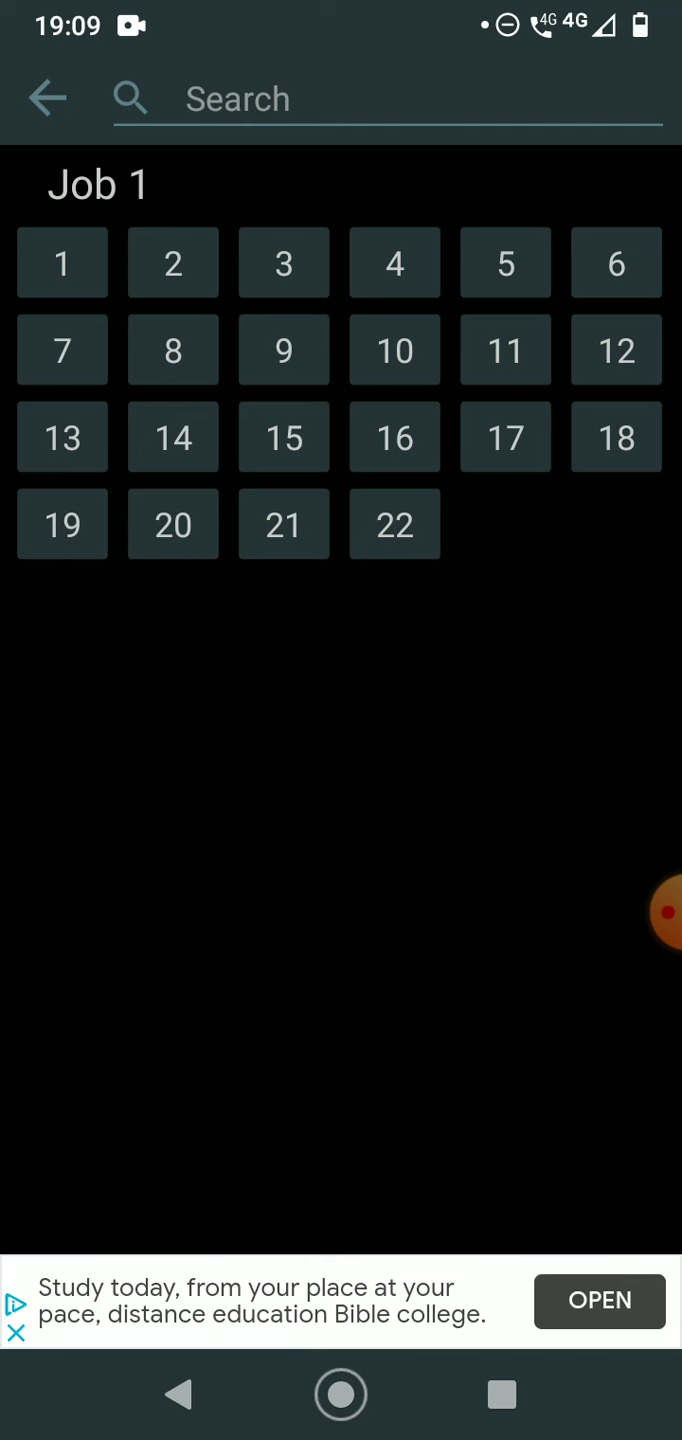 19:09 4G 4G
Search
Job 1
1 2 3 4 5 6
7 8 9 10 11 12
13 14 15 16 17 18
19 20 21 22
Study today, from your place at your
pace, distance education Bible college.
OPEN